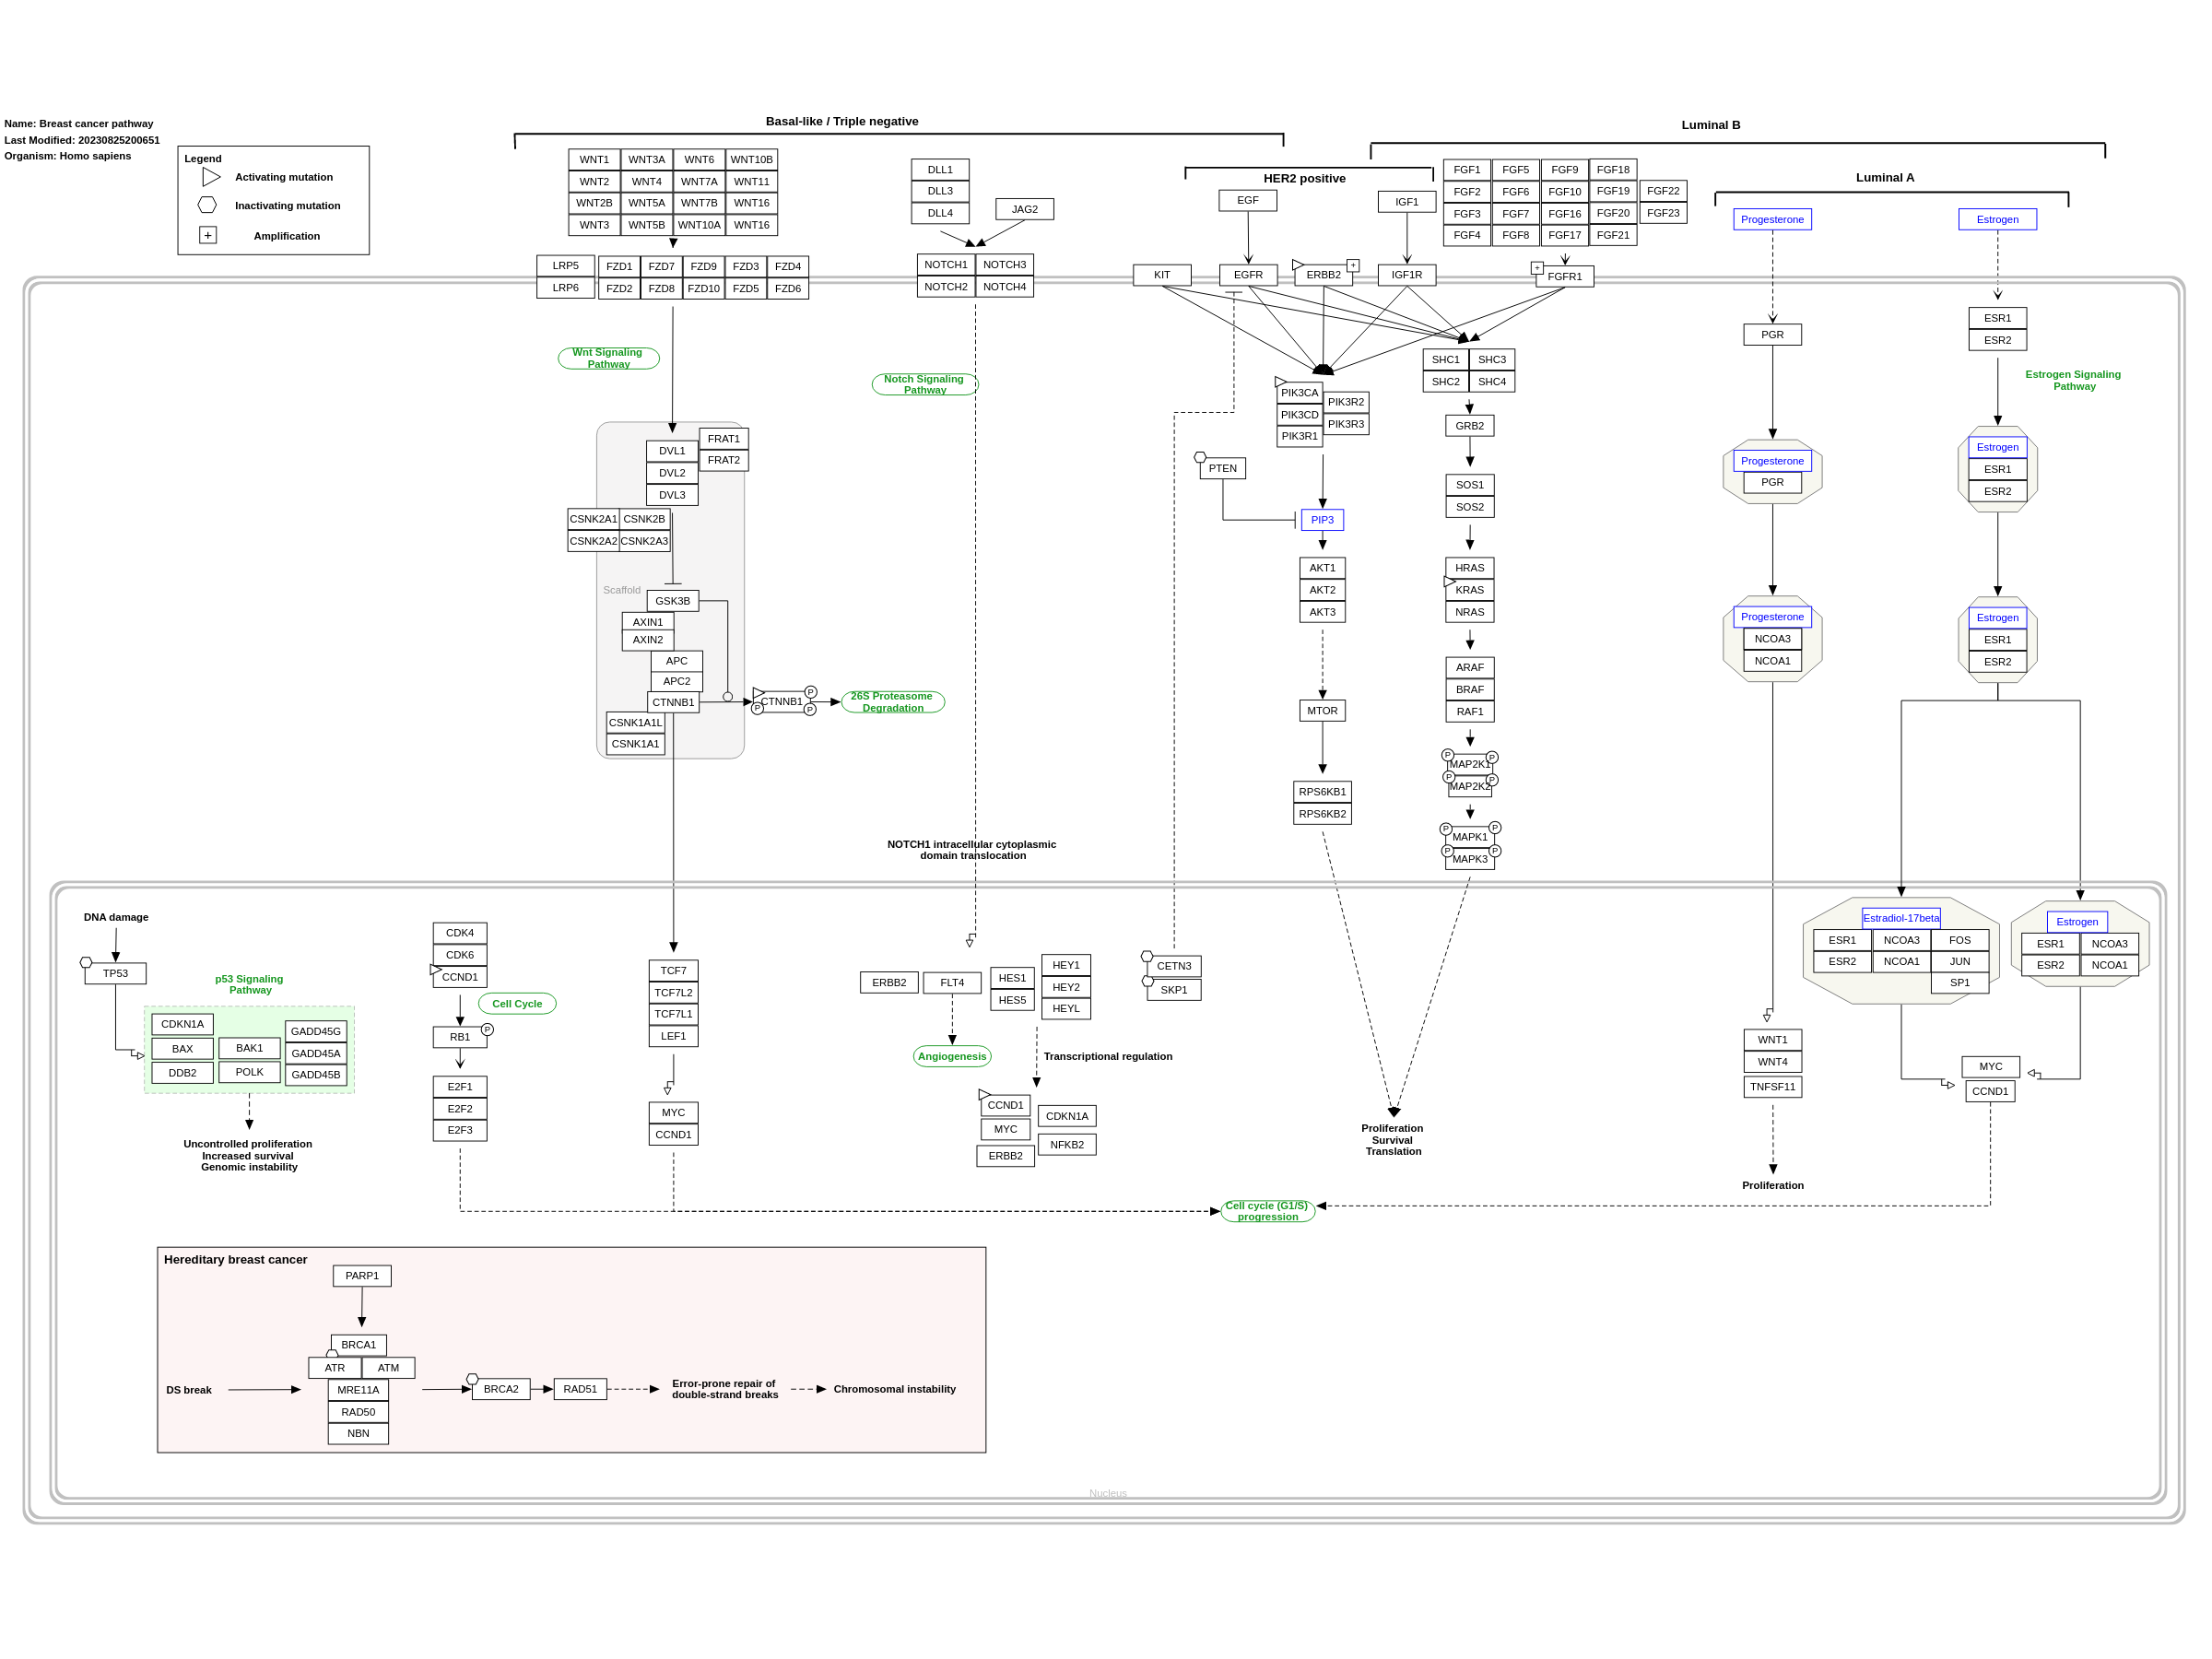 Name: Breast cancer pathway
Last Modified: 20230825200651
Organism: Homo sapiens
Legend
Activating mutation
Inactivating mutation
+ Amplification
Basal-like / Triple negative
HER2 positive
Luminal B
Luminal A
WNT1 WNT3A WNT6 WNT10B
WNT2 WNT4 WNT7A WNT11
WNT2B WNT5A WNT7B WNT16
WNT3 WNT5B WNT10A WNT16
LRP5
LRP6
FZD1 FZD7 FZD9 FZD3 FZD4
FZD2 FZD8 FZD10 FZD5 FZD6
DLL1
DLL3
DLL4
JAG2
NOTCH1 NOTCH3
NOTCH2 NOTCH4
EGF
IGF1
FGF1 FGF5 FGF9 FGF18
FGF2 FGF6 FGF10 FGF19 FGF22
FGF3 FGF7 FGF16 FGF20 FGF23
FGF4 FGF8 FGF17 FGF21
Progesterone
Estrogen
KIT
EGFR
ERBB2 +
IGF1R
+ FGFR1
PGR
ESR1
ESR2
Wnt Signaling
Pathway
Notch Signaling
Pathway
Estrogen Signaling
Pathway
FRAT1
FRAT2
DVL1
DVL2
DVL3
CSNK2A1 CSNK2B
CSNK2A2 CSNK2A3
Scaffold
GSK3B
AXIN1
AXIN2
APC
APC2
CTNNB1
CSNK1A1L
CSNK1A1
CTNNB1
P
P
P
26S Proteasome
Degradation
PIK3CA
PIK3CD
PIK3R1
PIK3R2
PIK3R3
PTEN
PIP3
AKT1
AKT2
AKT3
MTOR
RPS6KB1
RPS6KB2
SHC1 SHC3
SHC2 SHC4
GRB2
SOS1
SOS2
HRAS
KRAS
NRAS
ARAF
BRAF
RAF1
P MAP2K1 P
P MAP2K2 P
P MAPK1 P
P MAPK3 P
Progesterone
PGR
Progesterone
NCOA3
NCOA1
Estrogen
ESR1
ESR2
Estrogen
ESR1
ESR2
NOTCH1 intracellular cytoplasmic
domain translocation
DNA damage
TP53
p53 Signaling
Pathway
CDKN1A
BAX
DDB2
BAK1
POLK
GADD45G
GADD45A
GADD45B
Uncontrolled proliferation
Increased survival
Genomic instability
CDK4
CDK6
CCND1
Cell Cycle
RB1 P
E2F1
E2F2
E2F3
TCF7
TCF7L2
TCF7L1
LEF1
MYC
CCND1
ERBB2
FLT4
HES1
HES5
HEY1
HEY2
HEYL
Angiogenesis
Transcriptional regulation
CCND1
MYC
ERBB2
CDKN1A
NFKB2
CETN3
SKP1
Proliferation
Survival
Translation
WNT1
WNT4
TNFSF11
Proliferation
Estradiol-17beta
ESR1 NCOA3 FOS
ESR2 NCOA1 JUN
SP1
Estrogen
ESR1 NCOA3
ESR2 NCOA1
MYC
CCND1
Cell cycle (G1/S)
progression
Hereditary breast cancer
PARP1
BRCA1
ATR ATM
MRE11A
RAD50
NBN
DS break
BRCA2
RAD51
Error-prone repair of
double-strand breaks
Chromosomal instability
Nucleus